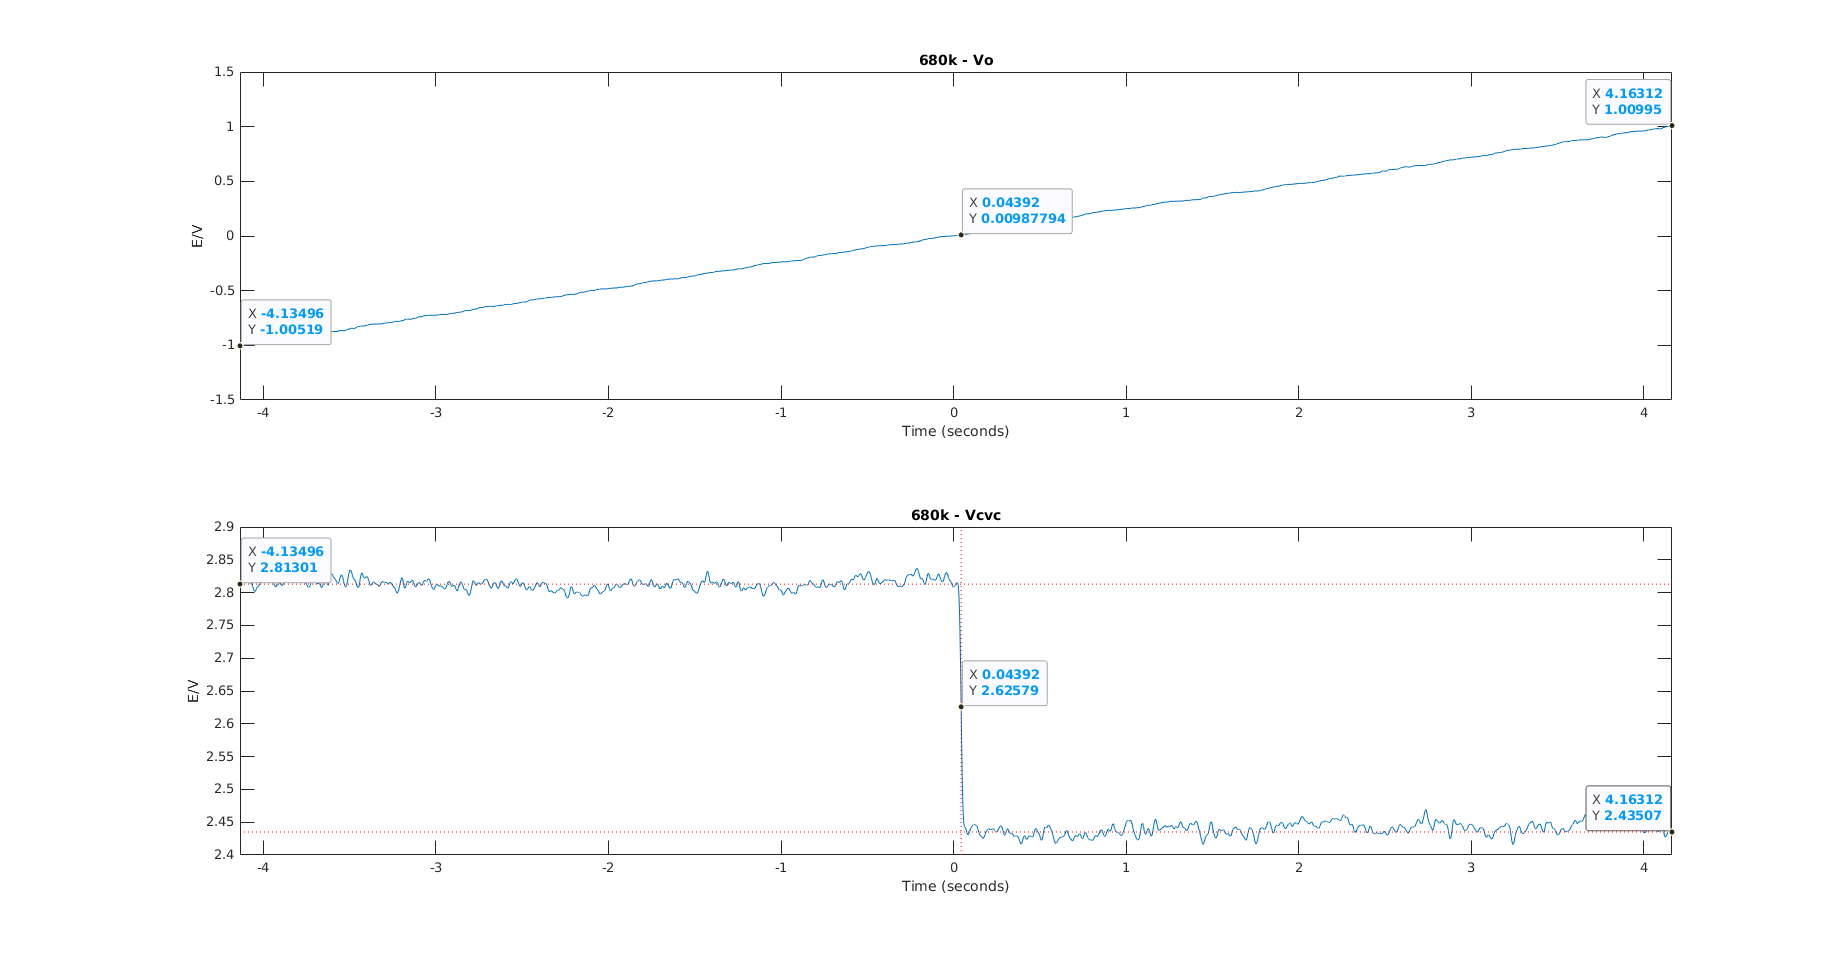 680k - Vo
1.5
1
0.5
0
-0.5
-1
-1.5
E/V
X 4.16312
Y 1.00995
X 0.04392
Y 0.00987794
X -4.13496
Y -1.00519
-4 -3 -2 -1 0 1 2 3 4
Time (seconds)
680k - Vcvc
2.9
2.85
2.8
2.75
2.7
2.65
2.6
2.55
2.5
2.45
2.4
E/V
X -4.13496
Y 2.81301
X 0.04392
Y 2.62579
X 4.16312
Y 2.43507
-4 -3 -2 -1 0 1 2 3 4
Time (seconds)